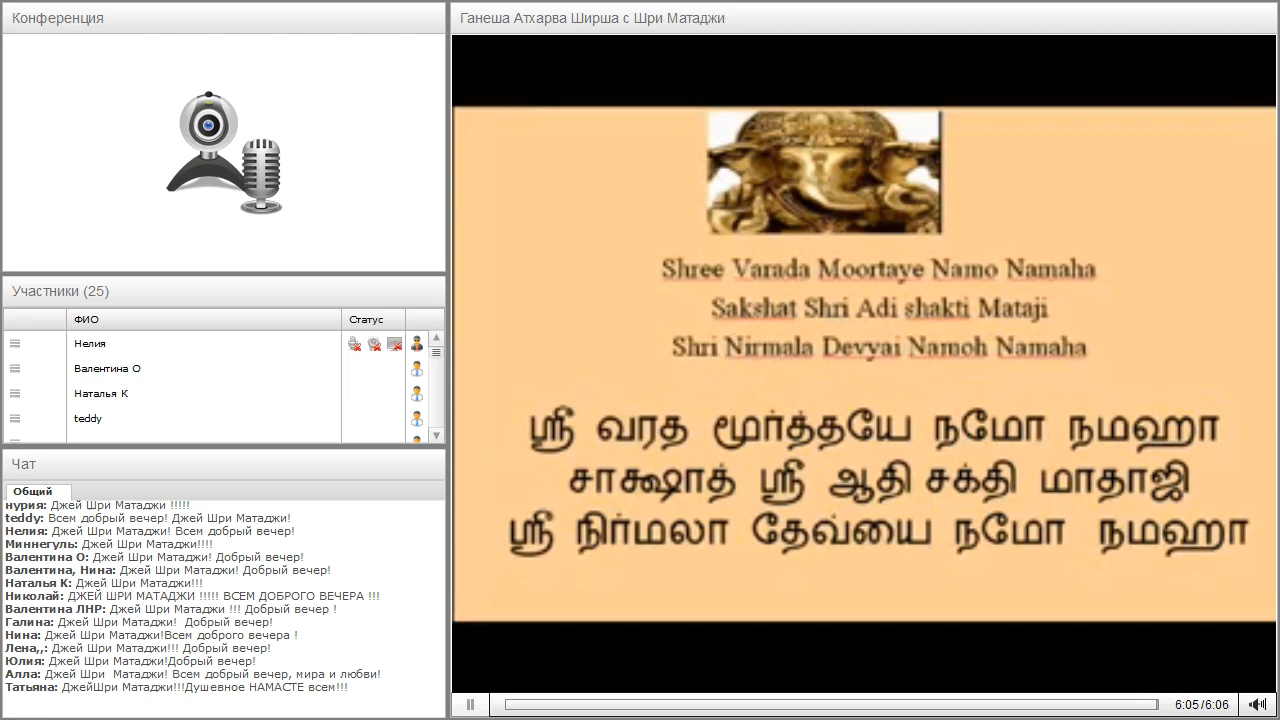 Конференция
Участники (25)
ФИО Статус
Нелия
Валентина О
Наталья К
teddy
Чат
Общий
нурия: Джей Шри Матаджи !!!!!
teddy: Всем добрый вечер! Джей Шри Матаджи!
Нелия: Джей Шри Матаджи! Всем добрый вечер!
Миннегуль: Джей Шри Матаджи!!!!
Валентина О: Джей Шри Матаджи! Добрый вечер!
Валентина, Нина: Джей Шри Матаджи! Добрый вечер!
Наталья К: Джей Шри Матаджи!!!
Николай: ДЖЕЙ ШРИ МАТАДЖИ !!!!! ВСЕМ ДОБРОГО ВЕЧЕРА !!!
Валентина ЛНР: Джей Шри Матаджи !!! Добрый вечер !
Галина: Джей Шри Матаджи! Добрый вечер!
Нина: Джей Шри Матаджи!Всем доброго вечера !
Лена,,: Джей Шри Матаджи!!! Добрый вечер!
Юлия: Джей Шри Матаджи!Добрый вечер!
Алла: Джей Шри Матаджи! Всем добрый вечер, мира и любви!
Татьяна: ДжейШри Матаджи!!!Душевное НАМАСТЕ всем!!!
Ганеша Атхарва Ширша с Шри Матаджи
Shree Varada Moortaye Namo Namaha
Sakshat Shri Adi shakti Mataji
Shri Nirmala Devyai Namoh Namaha
ஸ்ரீ வரத மூர்த்தயே நமோ நமஹா
சாக்ஷாத் ஸ்ரீ ஆதி சக்தி மாதாஜி
ஸ்ரீ நிர்மலா தேவ்யை நமோ நமஹா
6:05/6:06